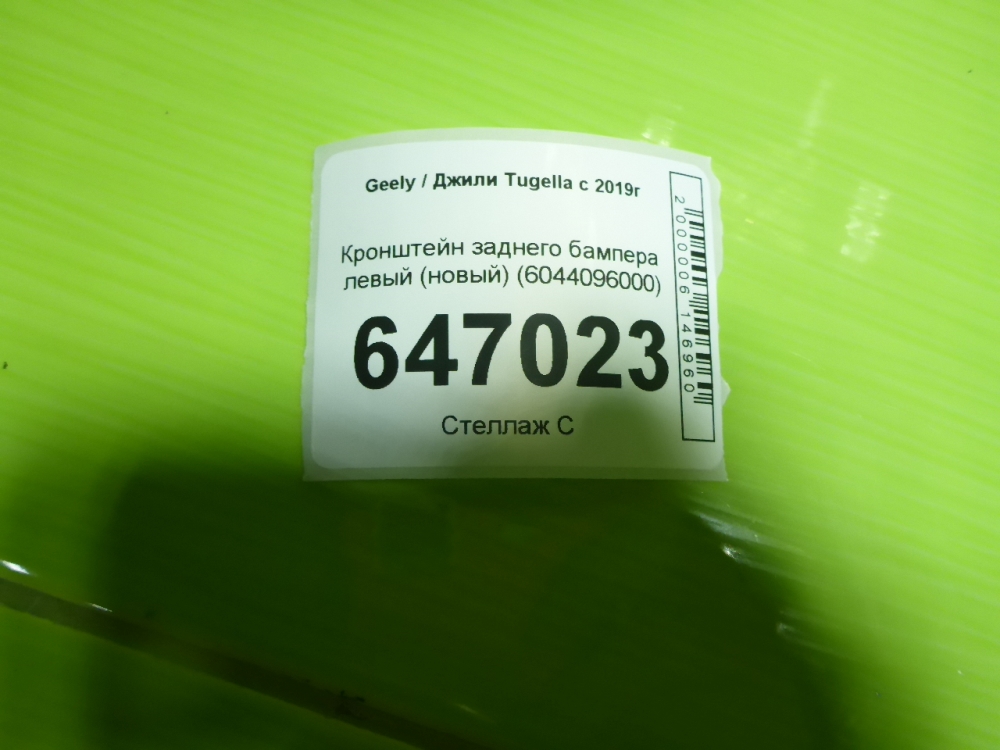 Geely / Джили Tugella с 2019г
Кронштейн заднего бампера
левый (новый) (6044096000)
647023
Стеллаж С
2000006146960